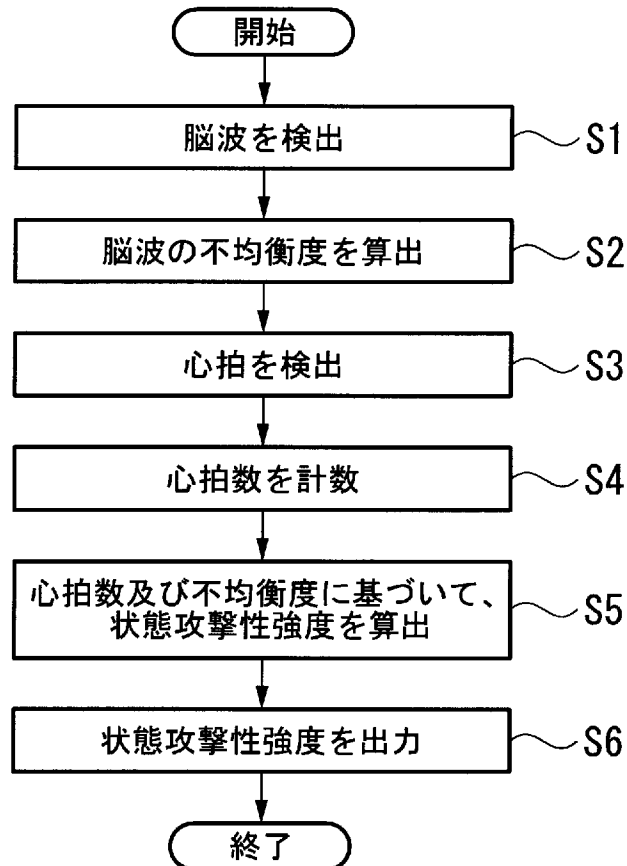 開始
脳波を検出 S1
脳波の不均衡度を算出 S2
心拍を検出 S3
心拍数を計数 S4
心拍数及び不均衡度に基づいて、
状態攻撃性強度を算出 S5
状態攻撃性強度を出力 S6
終了